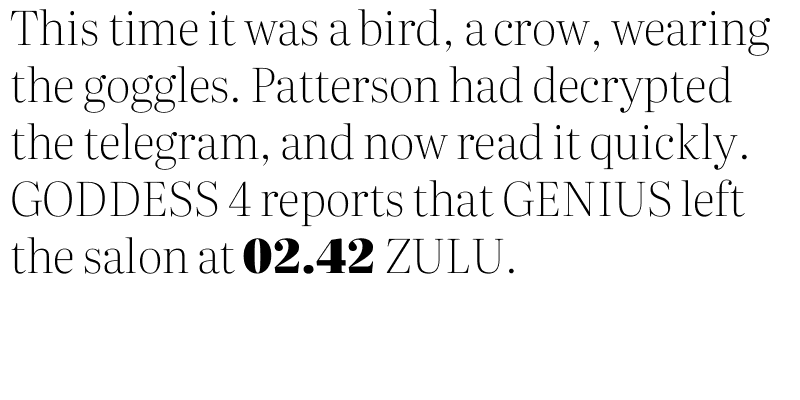 This time it was a bird, a crow, wearing
the goggles. Patterson had decrypted
the telegram, and now read it quickly.
GODDESS 4 reports that GENIUS left
the salon at 02.42 ZULU.